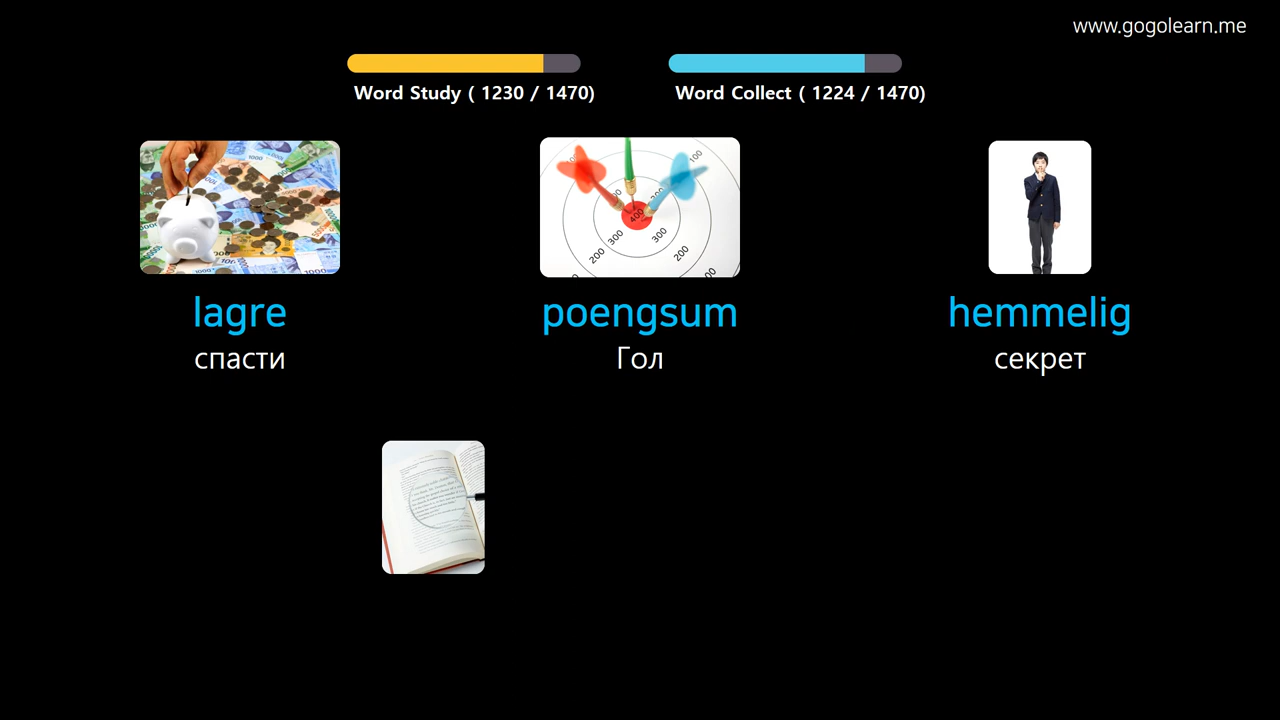 www.gogolearn.me
Word Study ( 1230 / 1470)
Word Collect ( 1224 / 1470)
lagre
poengsum
hemmelig
спасти
Гол
секрет